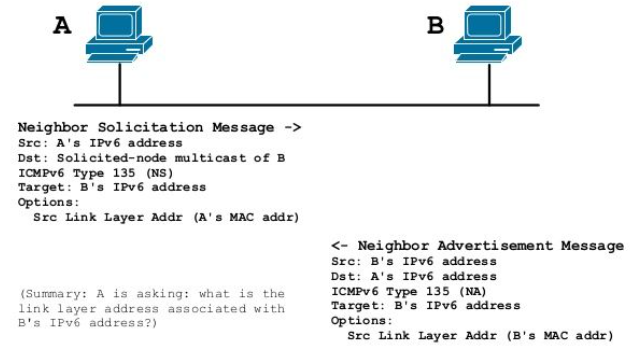 A
B
Neighbor Solicitation Message ->
Src: A's IPv6 address
Dst: Solicited-node multicast of B
ICMPv6 Type 135 (NS)
Target: B's IPv6 address
Options:
Src Link Layer Addr (A's MAC addr)
<- Neighbor Advertisement Message
Src: B's IPv6 address
Dst: A's IPv6 address
ICMPv6 Type 135 (NA)
Target: B's IPv6 address
Options:
Src Link Layer Addr (B's MAC addr)
(Summary: A is asking: what is the
link layer address associated with
B's IPv6 address?)